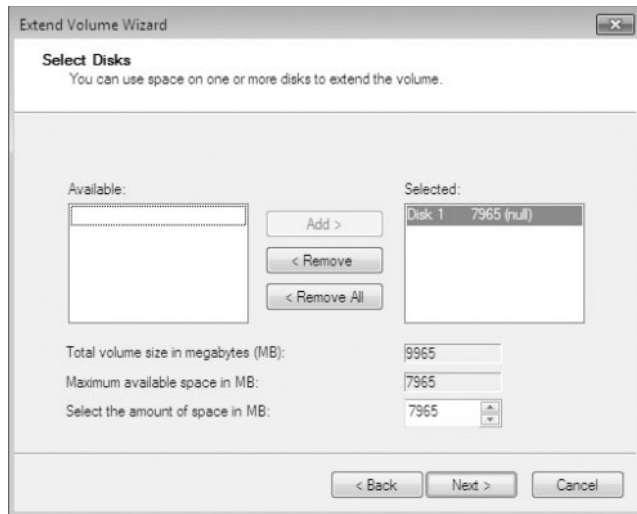 Extend Volume Wizard
Select Disks
You can use space on one or more disks to extend the volume.
Available:
Selected:
Disk 1 7965 (null)
Add >
< Remove
< Remove All
Total volume size in megabytes (MB): 9965
Maximum available space in MB: 7965
Select the amount of space in MB: 7965
< Back Next > Cancel